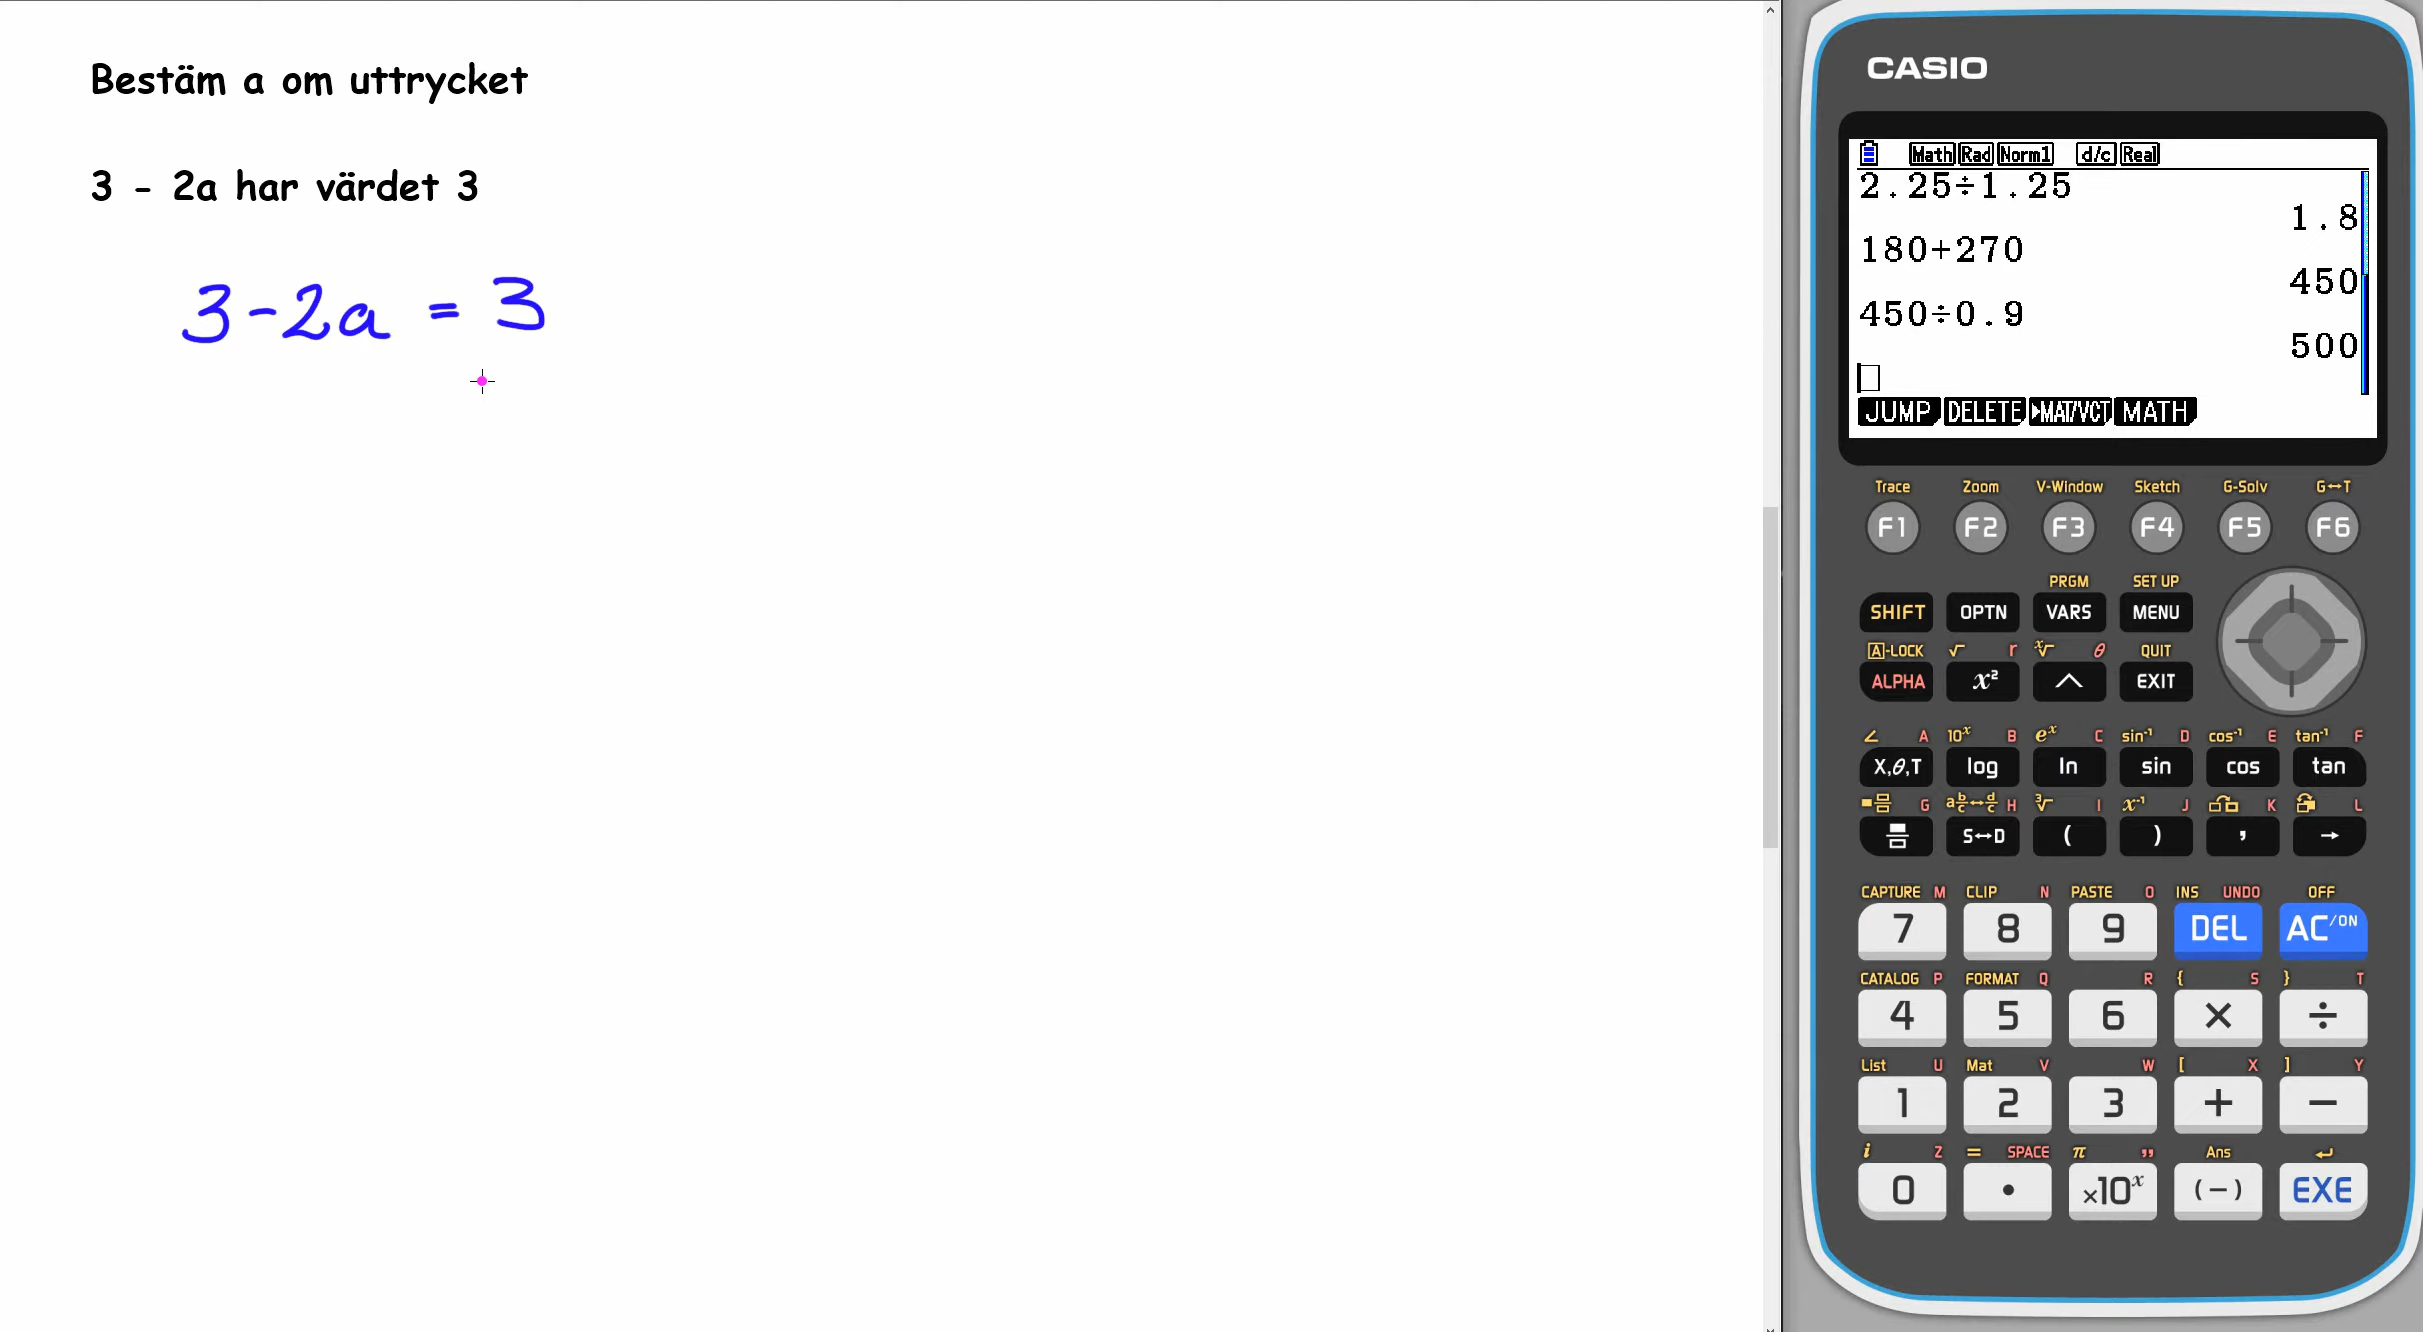 Bestäm a om uttrycket
3 - 2a har värdet 3
3-2a = 3
CASIO
Math Rad Norm1 d/c Real
2.25÷1.25
1.8
180+270
450
450÷0.9
500
JUMP DELETE ▶MAT/VCT MATH
Trace Zoom V-Window Sketch G-Solv G↔T
F1 F2 F3 F4 F5 F6
PRGM SET UP
SHIFT OPTN VARS MENU
A-LOCK √ r ˣ√ θ QUIT
ALPHA x² ^ EXIT
∠ A 10ˣ B eˣ C sin⁻¹ D cos⁻¹ E tan⁻¹ F
X,θ,T log ln sin cos tan
G a b/c↔d/c H ³√ I x⁻¹ J K L
S↔D ( ) , →
CAPTURE M CLIP N PASTE O INS UNDO OFF
7 8 9 DEL AC/ON
CATALOG P FORMAT Q R { S } T
4 5 6 × ÷
List U Mat V W [ X ] Y
1 2 3 + −
i Z = SPACE π " Ans ↵
0 • ×10ˣ (−) EXE